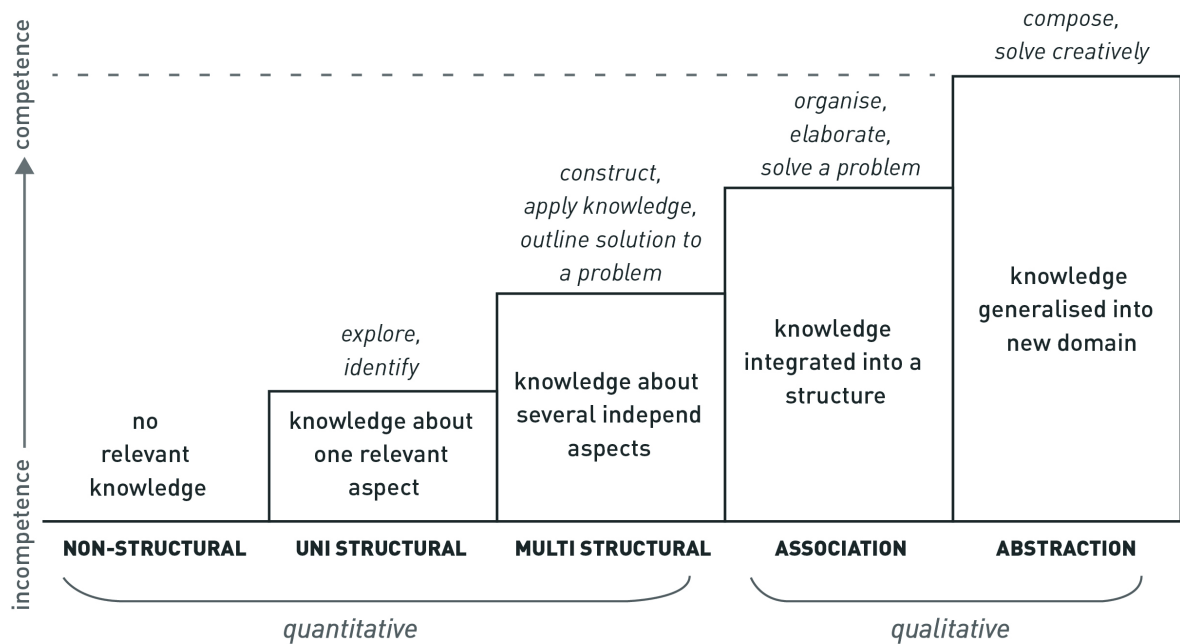 compose,
solve creatively
organise,
elaborate,
solve a problem
construct,
apply knowledge,
outline solution to
a problem
explore,
identify
no
relevant
knowledge
knowledge about
one relevant
aspect
knowledge about
several independ
aspects
knowledge
integrated into a
structure
knowledge
generalised into
new domain
incompetence
competence
NON-STRUCTURAL
UNI STRUCTURAL
MULTI STRUCTURAL
ASSOCIATION
ABSTRACTION
quantitative
qualitative